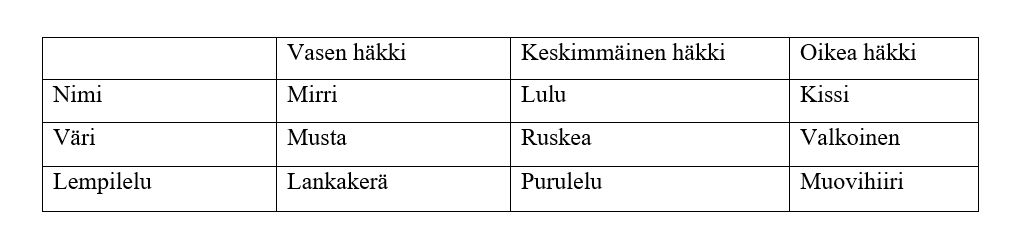 Vasen häkki Keskimmäinen häkki Oikea häkki
Nimi Mirri Lulu Kissi
Väri Musta Ruskea Valkoinen
Lempilelu Lankakerä Purulelu Muovihiiri